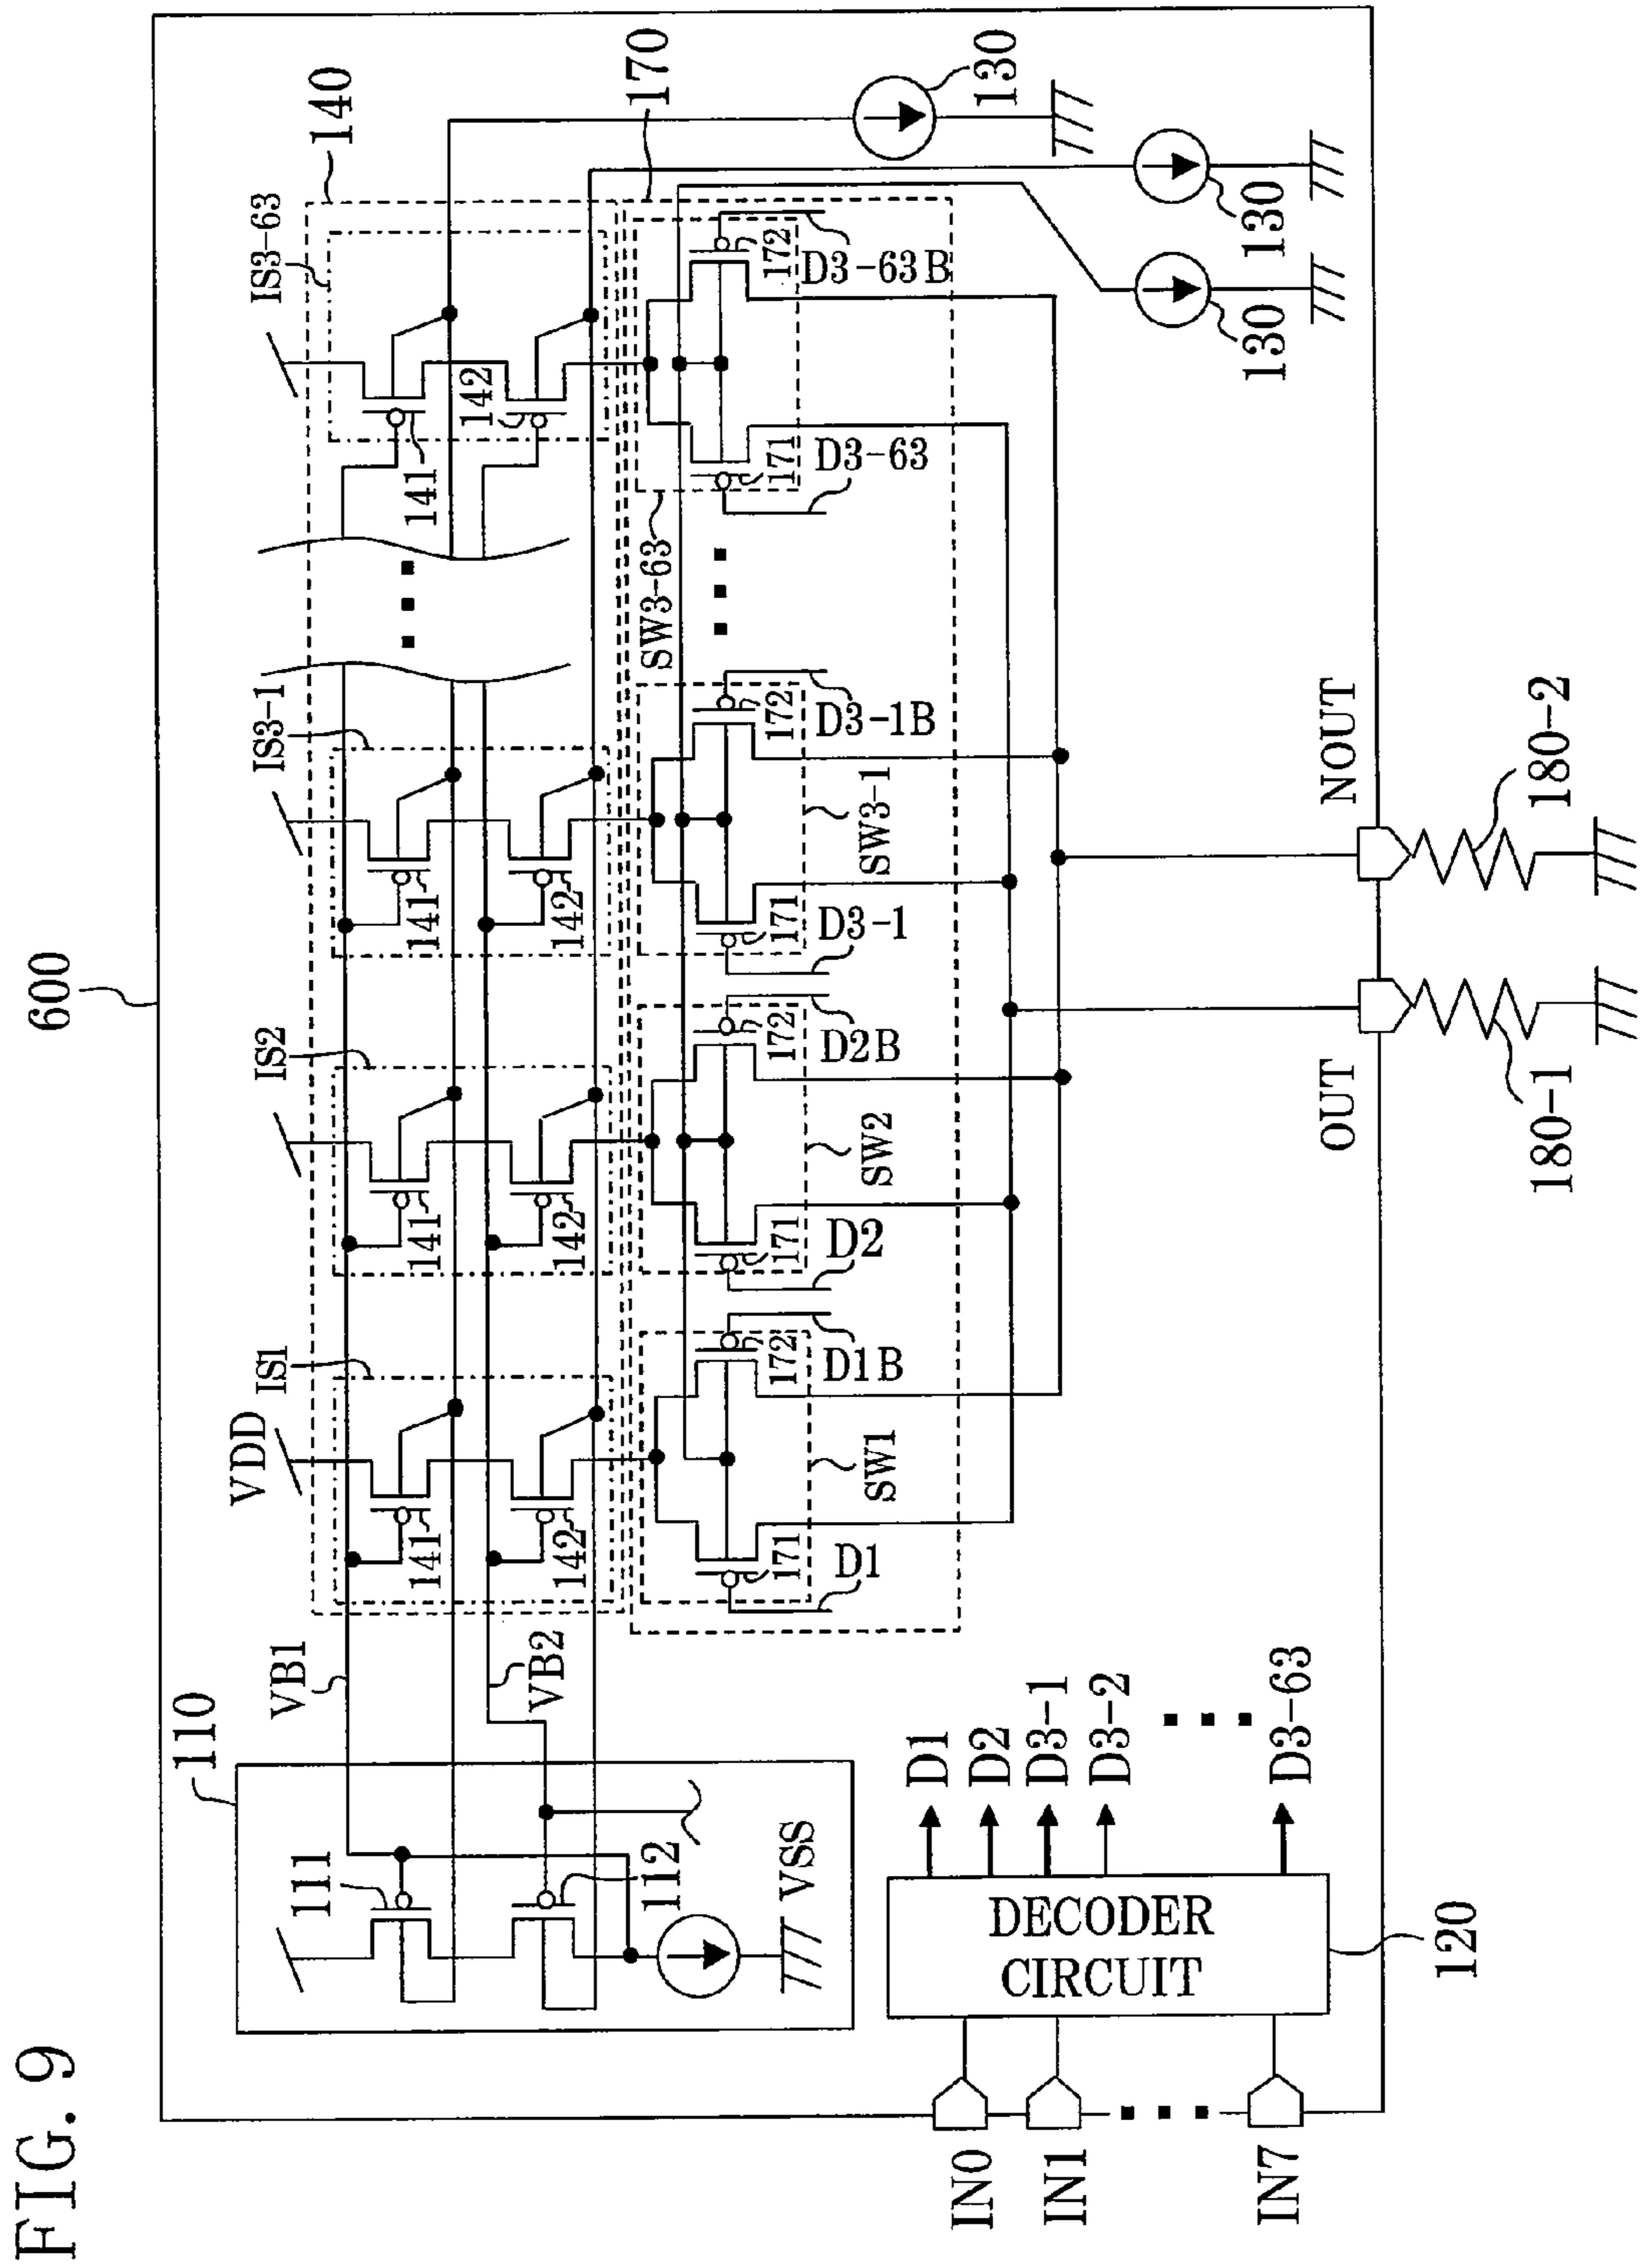 FIG. 9
600
140
170
110
VDD
IS1
IS2
IS3-1
IS3-63
111
VB1
141
141
141
141
VB2
112
142
142
142
142
VSS
SW3-63
130
130
130
171
172
171
172
171
172
171
172
D1
D1B
D2
D2B
D3-1
D3-1B
D3-63
D3-63B
SW1
SW2
SW3-1
DECODER
CIRCUIT
D1
D2
D3-1
D3-2
D3-63
120
IN0
IN1
IN7
OUT
NOUT
180-1
180-2